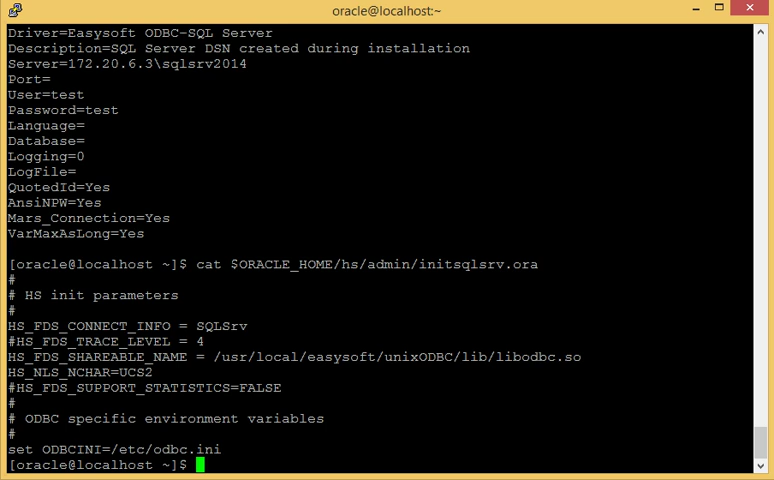 oracle@localhost:~
Driver=Easysoft ODBC-SQL Server
Description=SQL Server DSN created during installation
Server=172.20.6.3\sqlsrv2014
Port=
User=test
Password=test
Language=
Database=
Logging=0
LogFile=
QuotedId=Yes
AnsiNPW=Yes
Mars_Connection=Yes
VarMaxAsLong=Yes
[oracle@localhost ~]$ cat $ORACLE_HOME/hs/admin/initsqlsrv.ora
#
# HS init parameters
#
HS_FDS_CONNECT_INFO = SQLSrv
#HS_FDS_TRACE_LEVEL = 4
HS_FDS_SHAREABLE_NAME = /usr/local/easysoft/unixODBC/lib/libodbc.so
HS_NLS_NCHAR=UCS2
#HS_FDS_SUPPORT_STATISTICS=FALSE
#
# ODBC specific environment variables
#
set ODBCINI=/etc/odbc.ini
[oracle@localhost ~]$